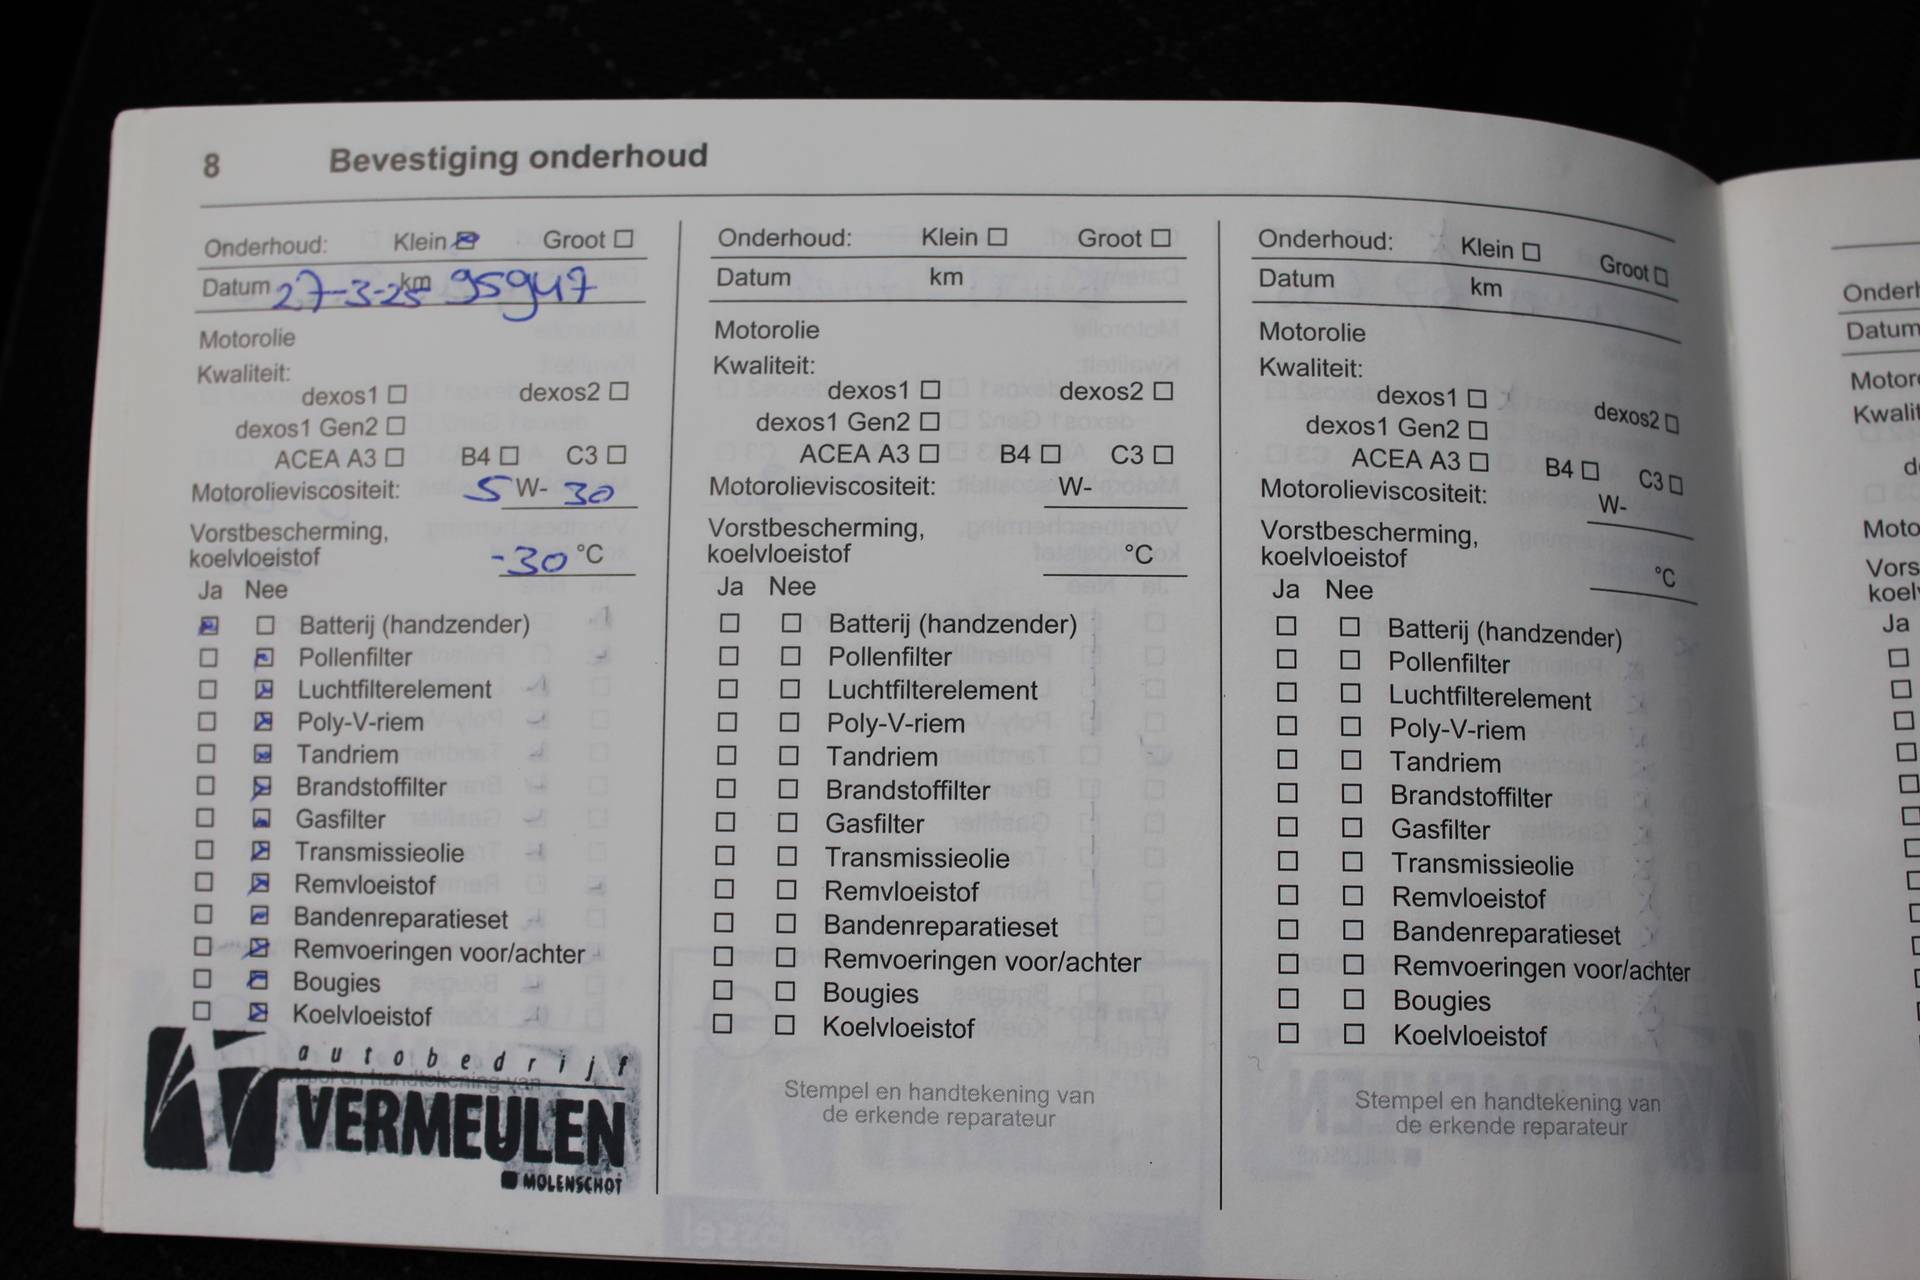 8 Bevestiging onderhoud
Onderhoud: Klein Groot
Datum 27-3-25 km 95947
Motorolie
Kwaliteit:
dexos1 dexos2
dexos1 Gen2
ACEA A3 B4 C3
Motorolieviscositeit: 5 W- 30
Vorstbescherming,
koelvloeistof -30 °C
Ja Nee
Batterij (handzender)
Pollenfilter
Luchtfilterelement
Poly-V-riem
Tandriem
Brandstoffilter
Gasfilter
Transmissieolie
Remvloeistof
Bandenreparatieset
Remvoeringen voor/achter
Bougies
Koelvloeistof
autobedrijf
VERMEULEN
MOLENSCHOT
Onderhoud: Klein Groot
Datum km
Motorolie
Kwaliteit:
dexos1 dexos2
dexos1 Gen2
ACEA A3 B4 C3
Motorolieviscositeit: W-
Vorstbescherming,
koelvloeistof °C
Ja Nee
Batterij (handzender)
Pollenfilter
Luchtfilterelement
Poly-V-riem
Tandriem
Brandstoffilter
Gasfilter
Transmissieolie
Remvloeistof
Bandenreparatieset
Remvoeringen voor/achter
Bougies
Koelvloeistof
Stempel en handtekening van
de erkende reparateur
Onderhoud: Klein Groot
Datum km
Motorolie
Kwaliteit:
dexos1 dexos2
dexos1 Gen2
ACEA A3 B4 C3
Motorolieviscositeit: W-
Vorstbescherming,
koelvloeistof °C
Ja Nee
Batterij (handzender)
Pollenfilter
Luchtfilterelement
Poly-V-riem
Tandriem
Brandstoffilter
Gasfilter
Transmissieolie
Remvloeistof
Bandenreparatieset
Remvoeringen voor/achter
Bougies
Koelvloeistof
Stempel en handtekening van
de erkende reparateur
Datum
Ja